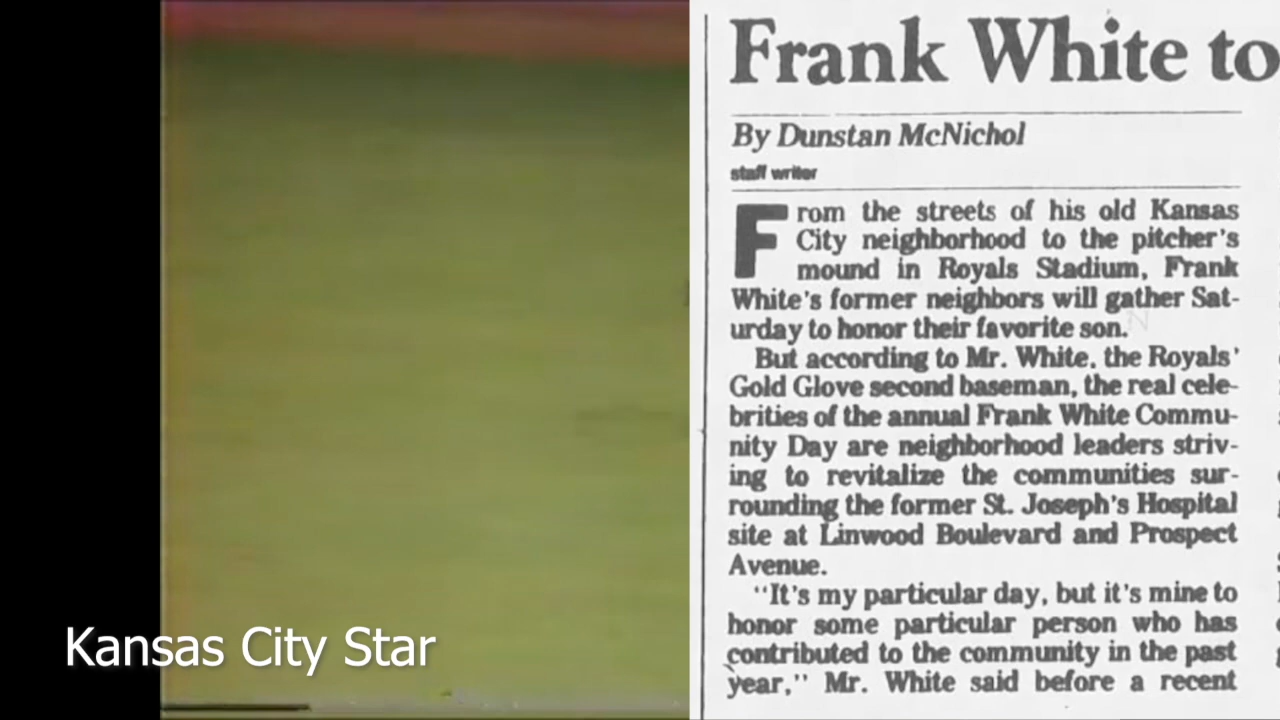 Frank White to
By Dunstan McNichol
staff writer
From the streets of his old Kansas
City neighborhood to the pitcher's
mound in Royals Stadium, Frank
White's former neighbors will gather Sat-
urday to honor their favorite son.
But according to Mr. White, the Royals'
Gold Glove second baseman, the real cele-
brities of the annual Frank White Commu-
nity Day are neighborhood leaders striv-
ing to revitalize the communities sur-
rounding the former St. Joseph's Hospital
site at Linwood Boulevard and Prospect
Avenue.
"It's my particular day, but it's mine to
honor some particular person who has
contributed to the community in the past
year," Mr. White said before a recent
Kansas City Star